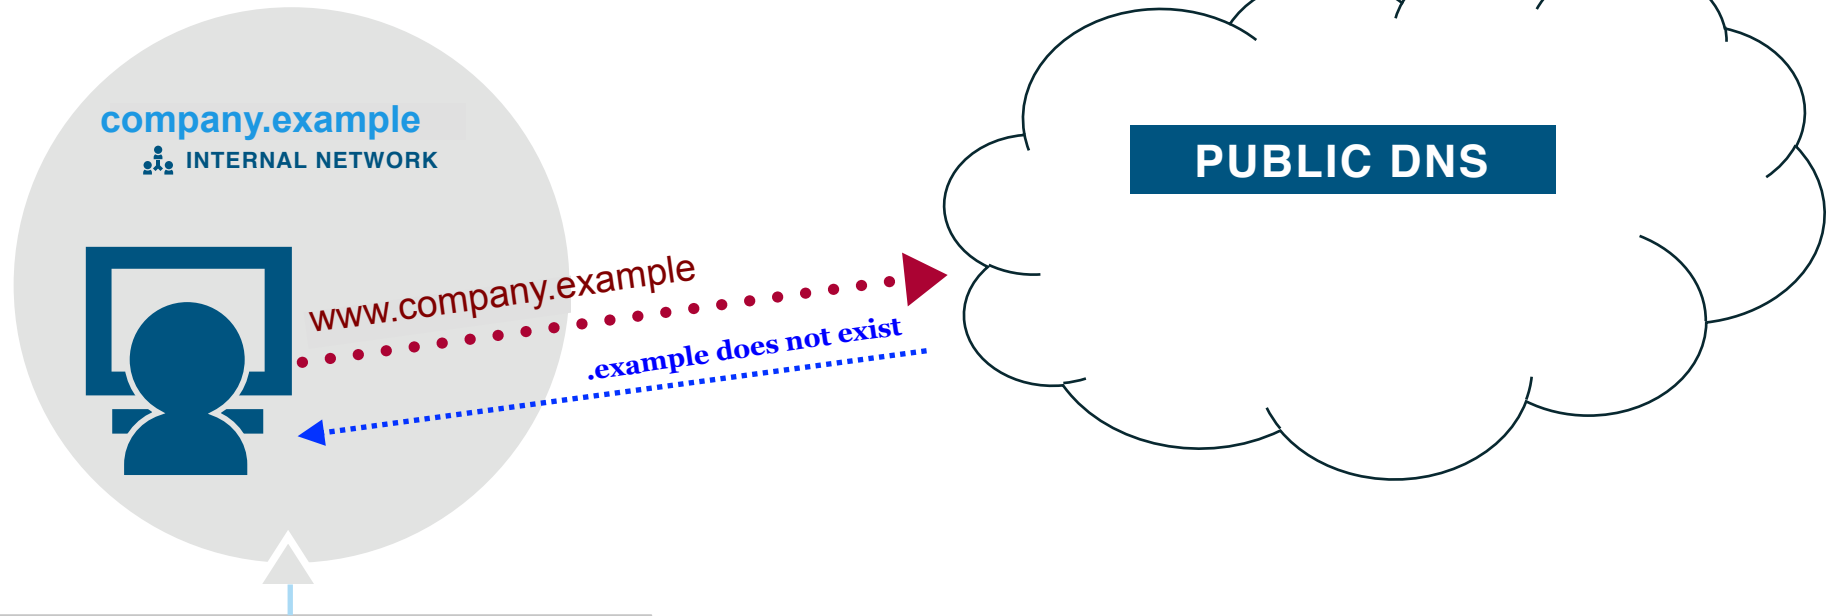 company.example
INTERNAL NETWORK
PUBLIC DNS
www.company.example
.example does not exist